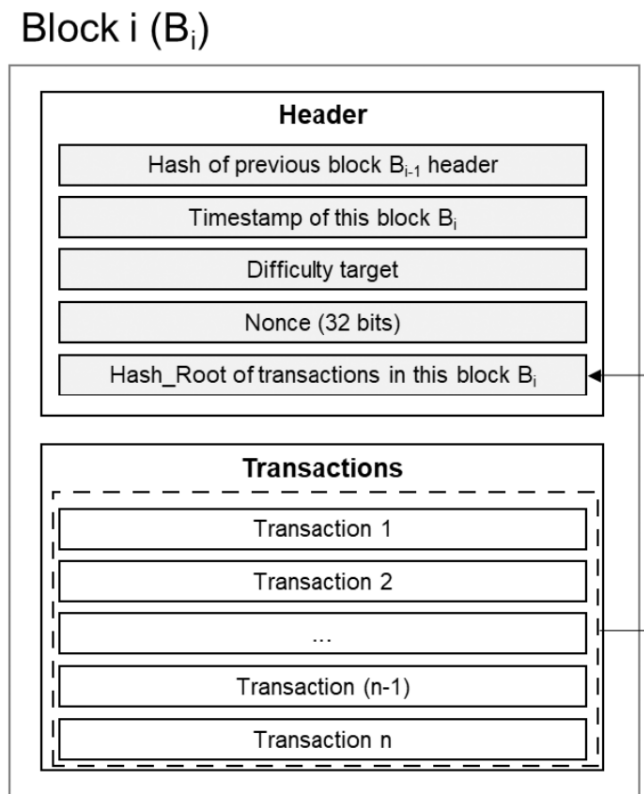 Block i (Bᵢ)
Header
Hash of previous block Bᵢ₋₁ header
Timestamp of this block Bᵢ
Difficulty target
Nonce (32 bits)
Hash_Root of transactions in this block Bᵢ
Transactions
Transaction 1
Transaction 2
...
Transaction (n-1)
Transaction n